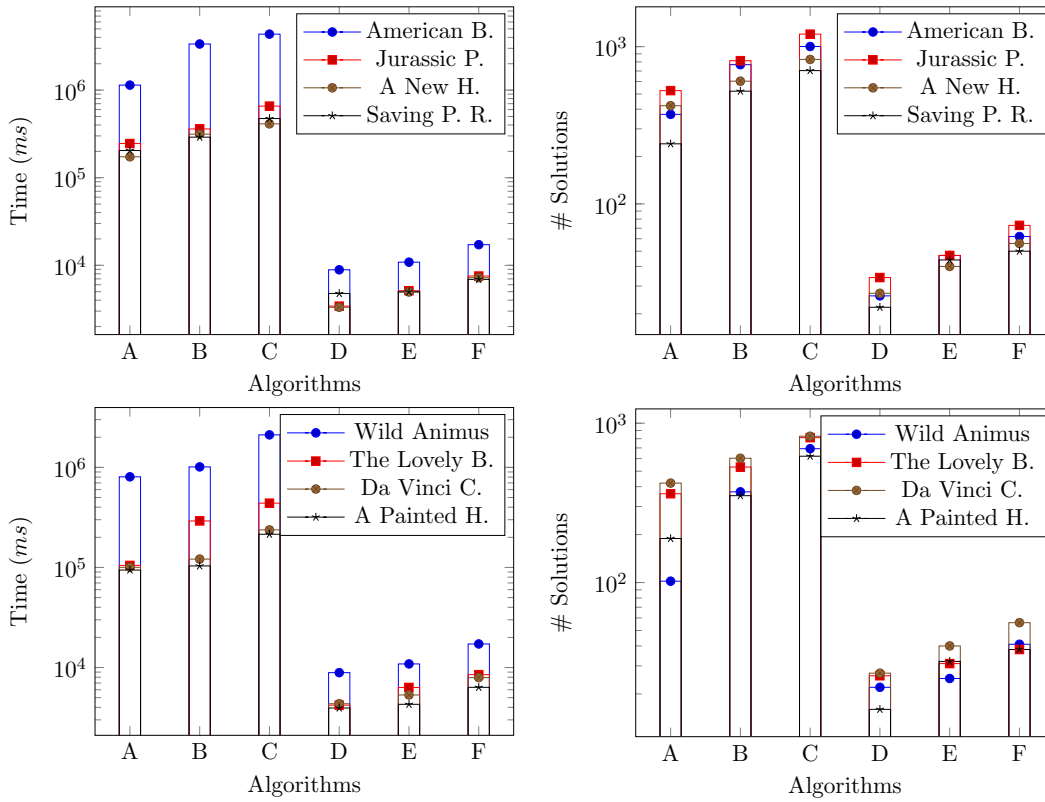 American B.
Jurassic P.
A New H.
Saving P. R.
10^6
10^5
10^4
Time (ms)
A B C D E F
Algorithms
American B.
Jurassic P.
A New H.
Saving P. R.
10^3
10^2
# Solutions
A B C D E F
Algorithms
Wild Animus
The Lovely B.
Da Vinci C.
A Painted H.
10^6
10^5
10^4
Time (ms)
A B C D E F
Algorithms
Wild Animus
The Lovely B.
Da Vinci C.
A Painted H.
10^3
10^2
# Solutions
A B C D E F
Algorithms